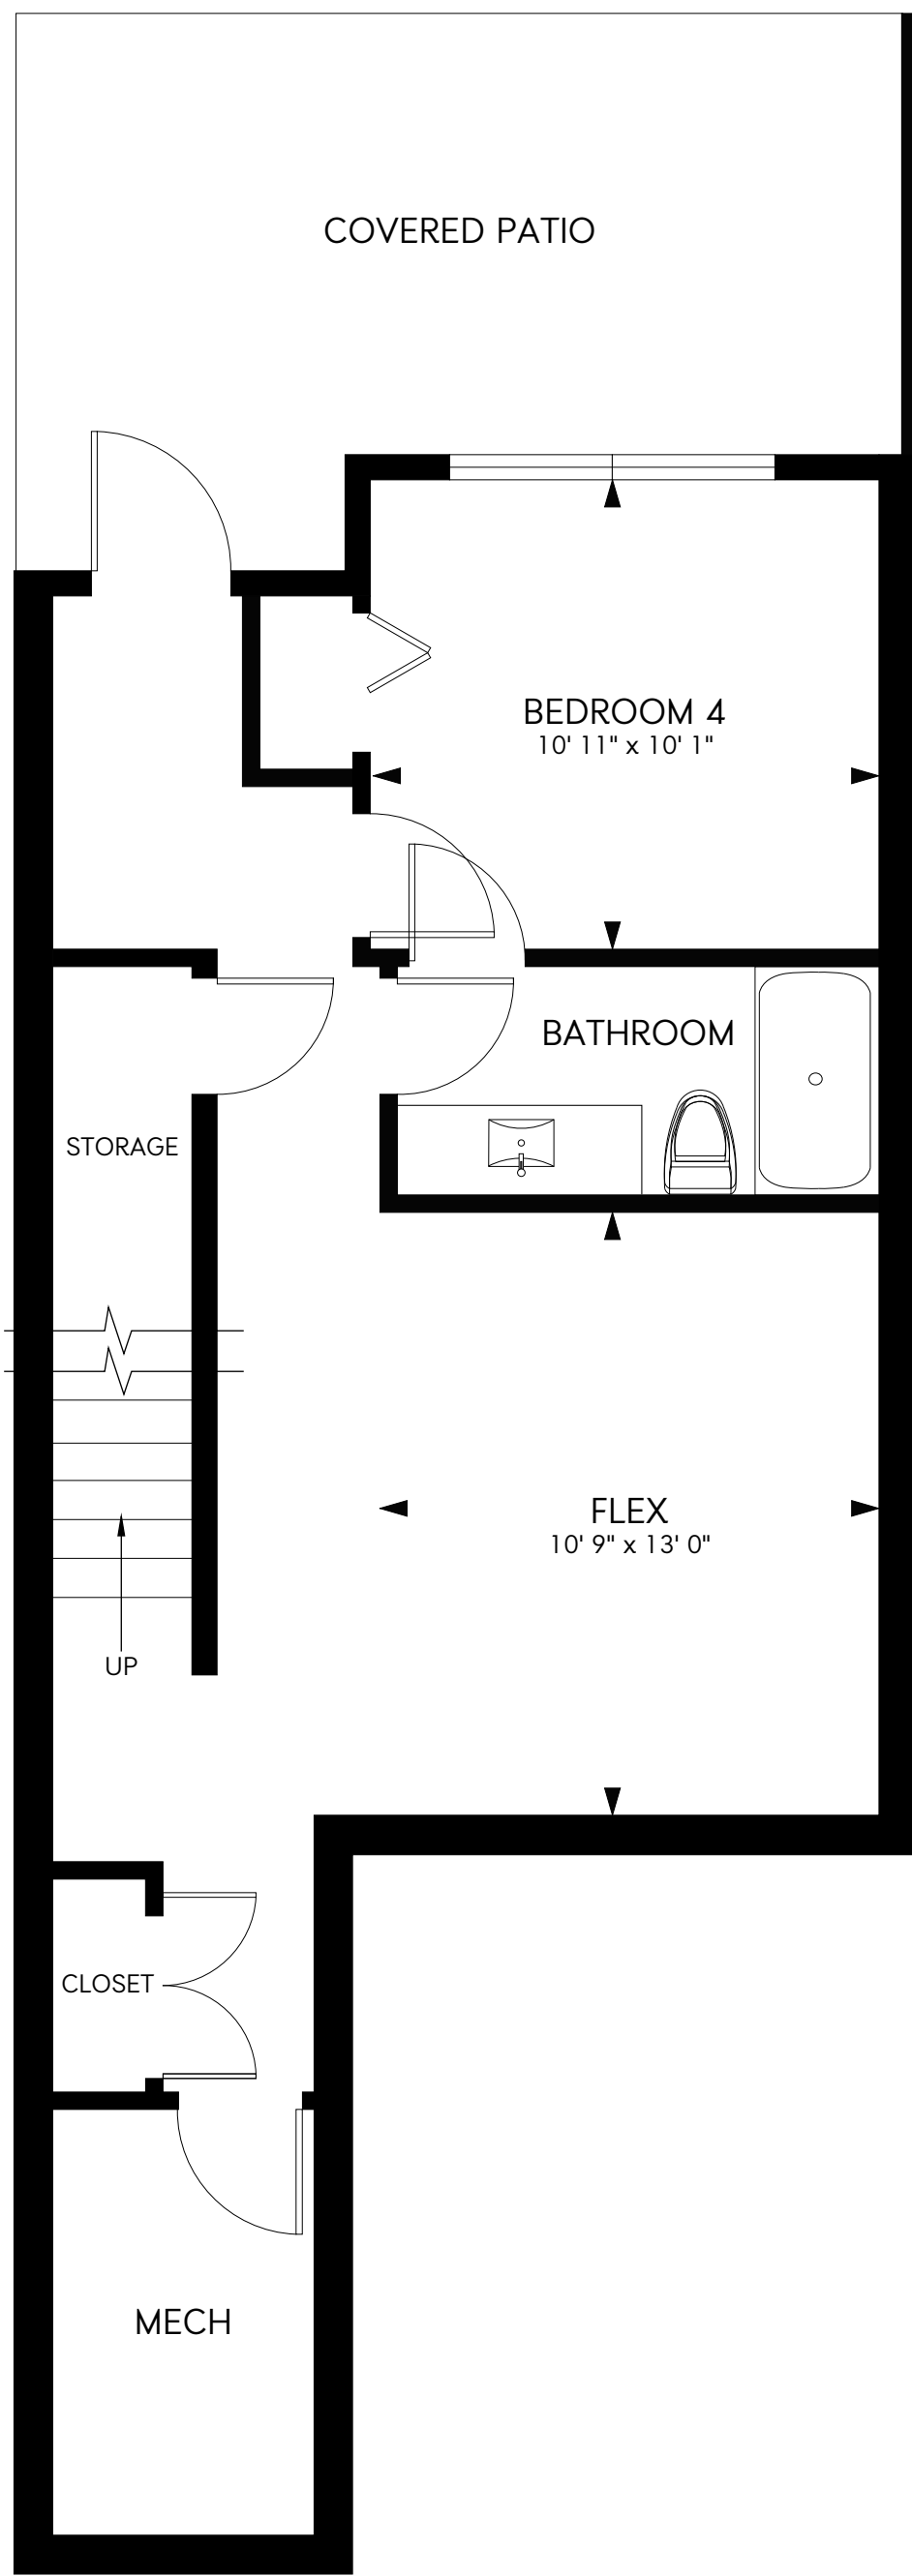 COVERED PATIO
BEDROOM 4
10' 11" x 10' 1"
BATHROOM
STORAGE
FLEX
10' 9" x 13' 0"
UP
CLOSET
MECH